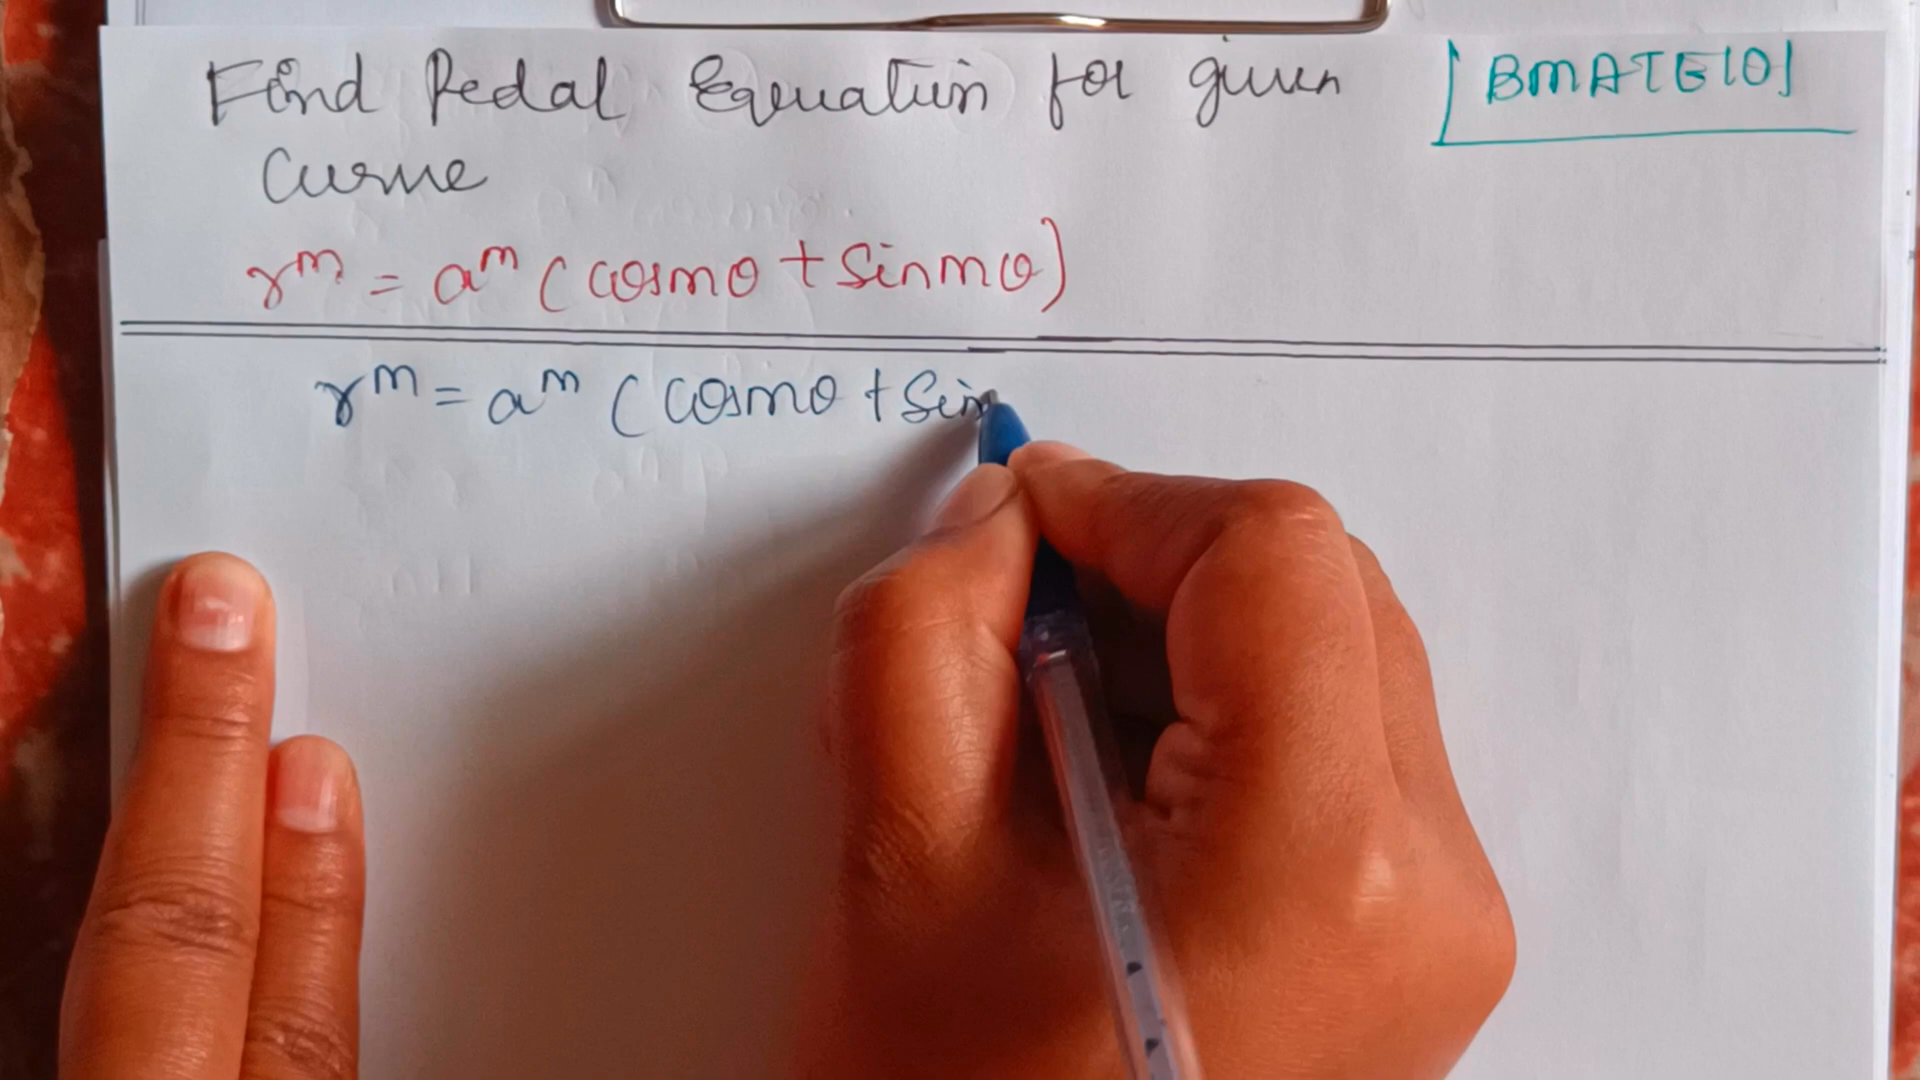 Find Pedal Equation for given
Curve
BMATE101
r^m = a^m (cosmθ + sinmθ)
r^m = a^m (cosmθ + sin